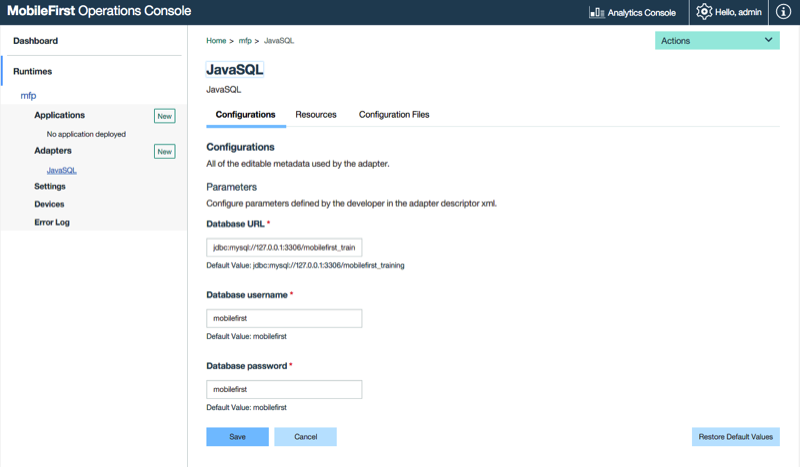 MobileFirst Operations Console
Analytics Console
Hello, admin
Dashboard
Runtimes
mfp
Applications
New
No application deployed
Adapters
New
JavaSQL
Settings
Devices
Error Log
Home > mfp > JavaSQL
Actions
JavaSQL
JavaSQL
Configurations
Resources
Configuration Files
Configurations
All of the editable metadata used by the adapter.
Parameters
Configure parameters defined by the developer in the adapter descriptor xml.
Database URL *
jdbc:mysql://127.0.0.1:3306/mobilefirst_train
Default Value: jdbc:mysql://127.0.0.1:3306/mobilefirst_training
Database username *
mobilefirst
Default Value: mobilefirst
Database password *
mobilefirst
Default Value: mobilefirst
Save
Cancel
Restore Default Values